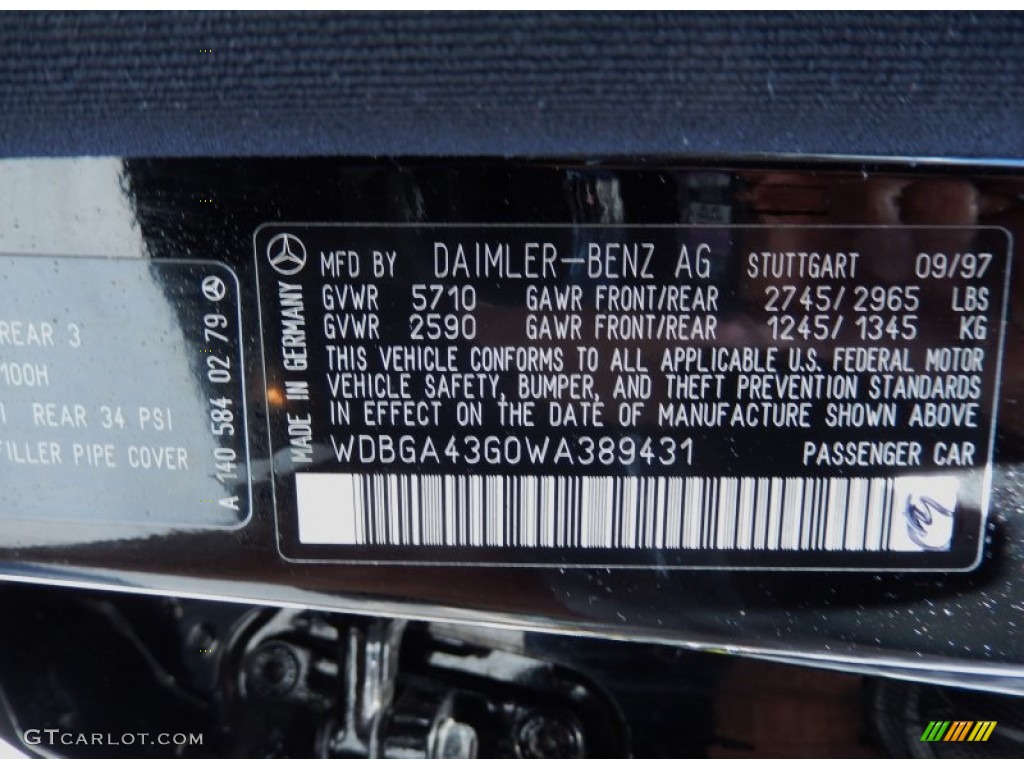 MFD BY DAIMLER-BENZ AG STUTTGART 09/97
GVWR 5710 GAWR FRONT/REAR 2745/2965 LBS
GVWR 2590 GAWR FRONT/REAR 1245/1345 KG
THIS VEHICLE CONFORMS TO ALL APPLICABLE U.S. FEDERAL MOTOR
VEHICLE SAFETY, BUMPER, AND THEFT PREVENTION STANDARDS
IN EFFECT ON THE DATE OF MANUFACTURE SHOWN ABOVE
WDBGA43G0WA389431 PASSENGER CAR
MADE IN GERMANY
REAR 3
100H
REAR 34 PSI
FILLER PIPE COVER
A 140 584 02 79
GTCARLOT.COM